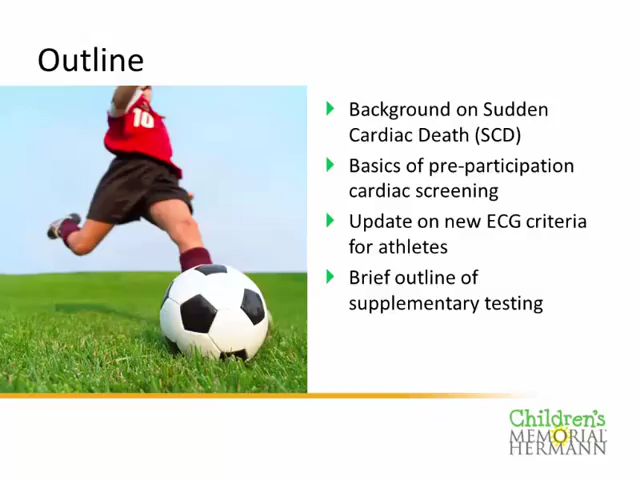 Outline
10
Background on Sudden
Cardiac Death (SCD)
Basics of pre-participation
cardiac screening
Update on new ECG criteria
for athletes
Brief outline of
supplementary testing
Children's
MEMORIAL
HERMANN